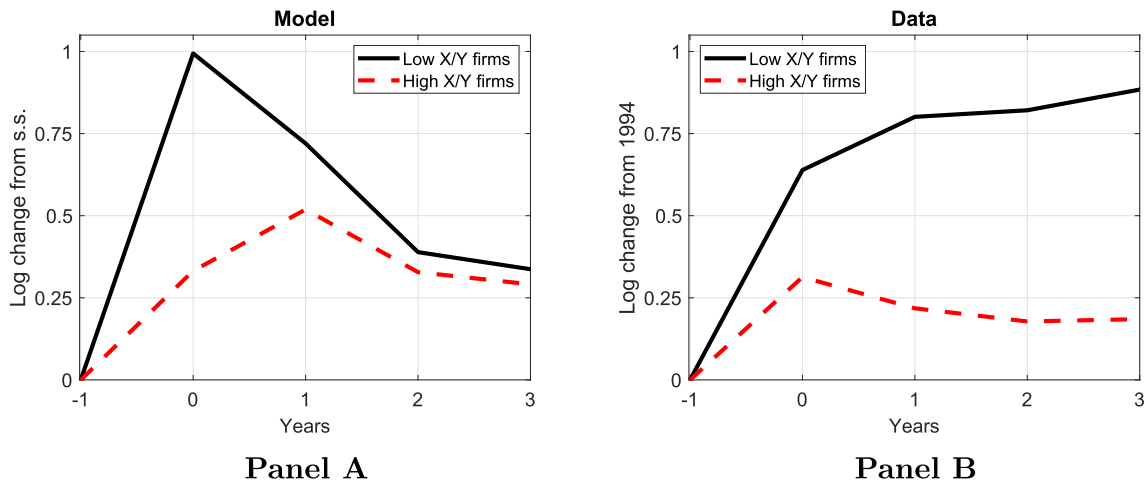 Model
Log change from s.s.
1
0.75
0.5
0.25
0
-1
0
1
2
3
Years
Low X/Y firms
High X/Y firms
Panel A
Data
Log change from 1994
1
0.75
0.5
0.25
0
-1
0
1
2
3
Years
Low X/Y firms
High X/Y firms
Panel B